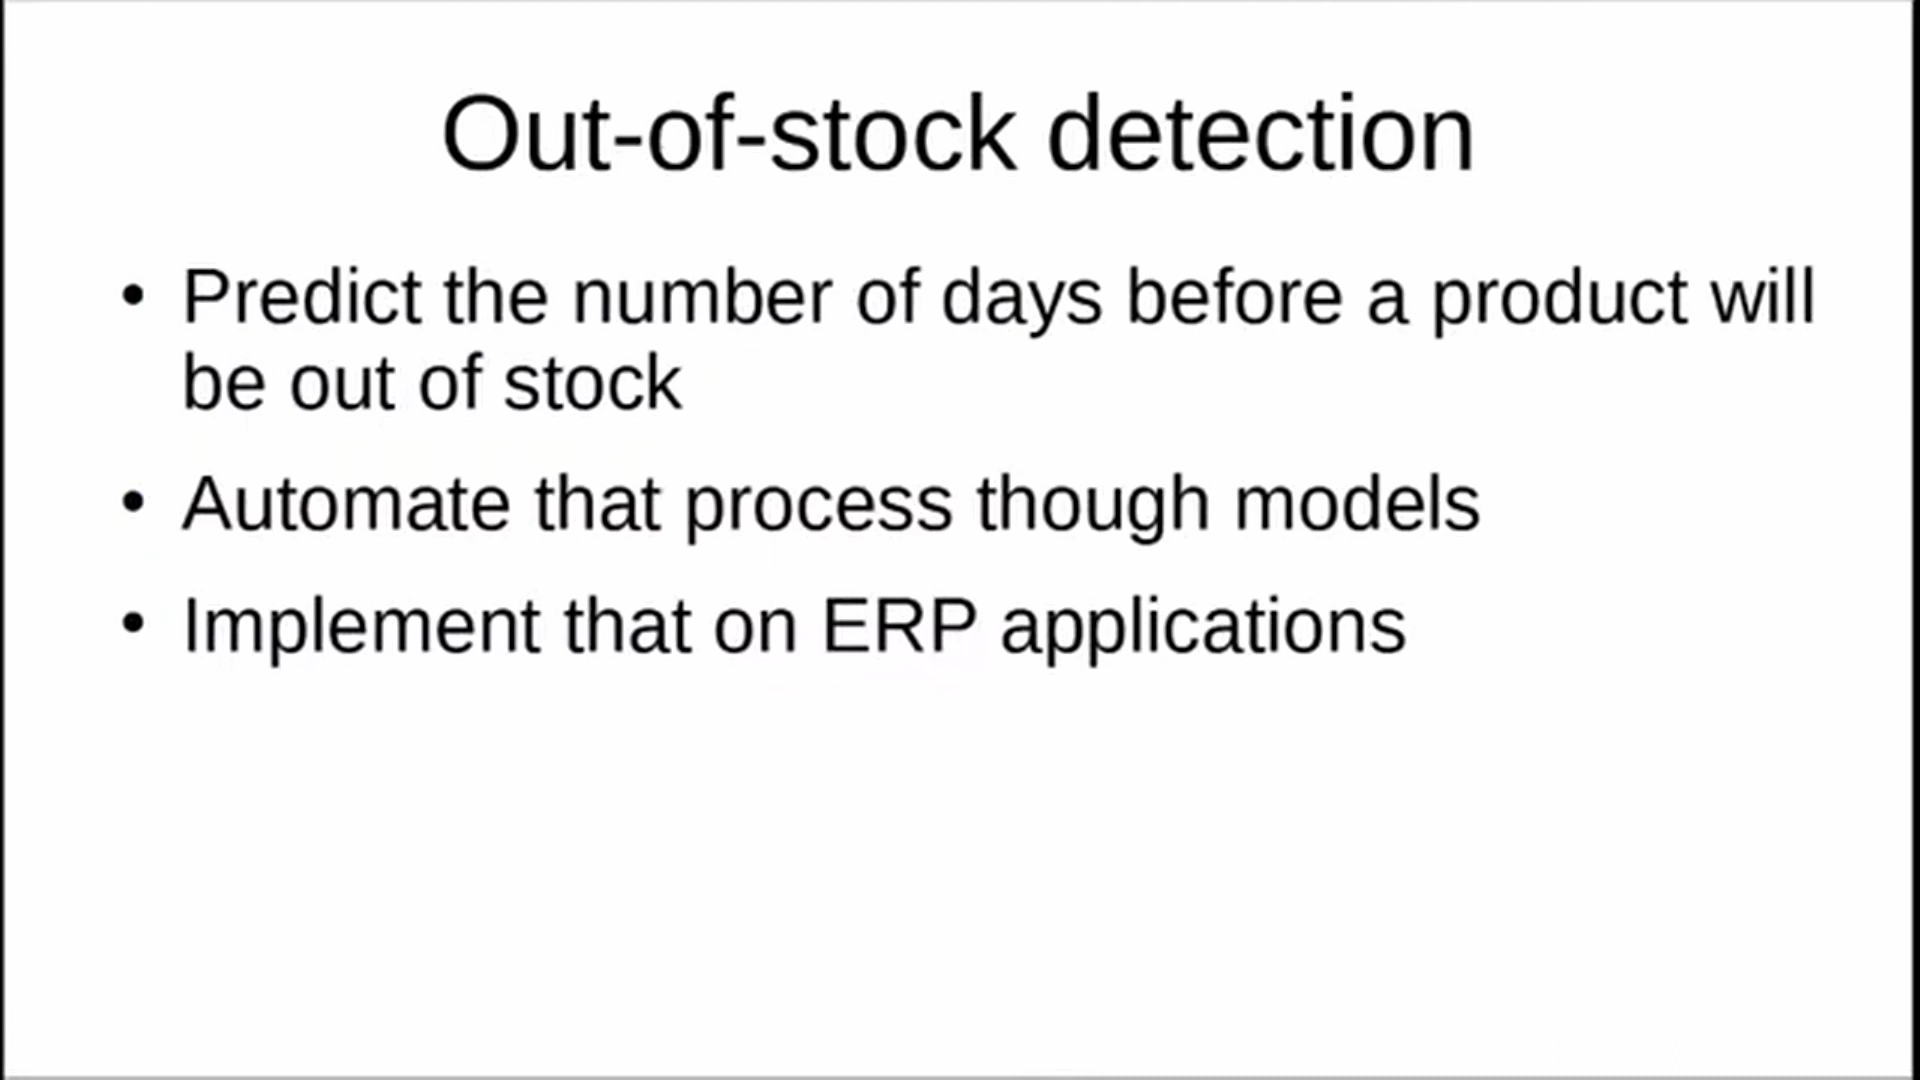 Out-of-stock detection
• Predict the number of days before a product will
be out of stock
• Automate that process though models
• Implement that on ERP applications